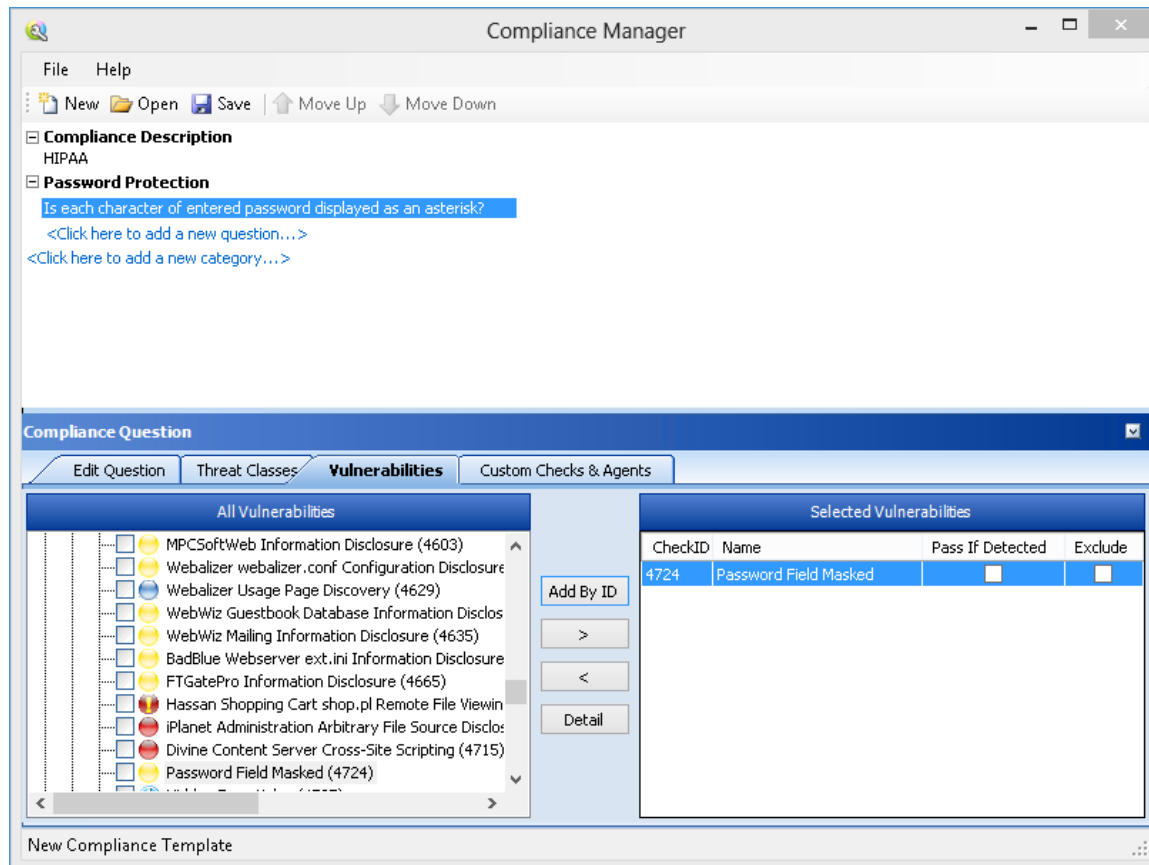 Compliance Manager
File Help
New Open Save Move Up Move Down
Compliance Description
HIPAA
Password Protection
Is each character of entered password displayed as an asterisk?
<Click here to add a new question...>
<Click here to add a new category...>
Compliance Question
Edit Question Threat Classes Vulnerabilities Custom Checks & Agents
All Vulnerabilities Selected Vulnerabilities
MPCSoftWeb Information Disclosure (4603)
Webalizer webalizer.conf Configuration Disclosure
Webalizer Usage Page Discovery (4629)
WebWiz Guestbook Database Information Disclos
WebWiz Mailing Information Disclosure (4635)
BadBlue Webserver ext.ini Information Disclosure
FTGatePro Information Disclosure (4665)
Hassan Shopping Cart shop.pl Remote File Viewin
iPlanet Administration Arbitrary File Source Disclos
Divine Content Server Cross-Site Scripting (4715)
Password Field Masked (4724)
Add By ID
>
<
Detail
CheckID Name Pass If Detected Exclude
4724 Password Field Masked
New Compliance Template